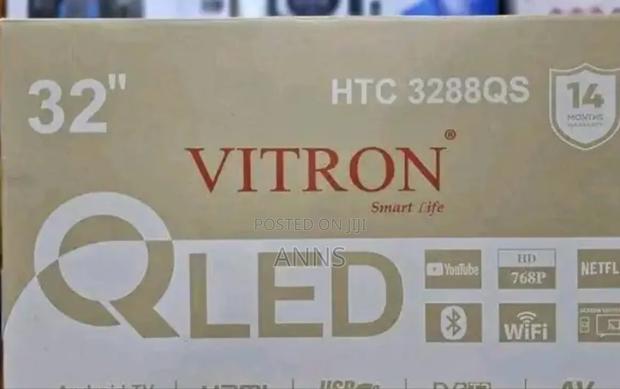 32"
HTC 3288QS
14
MONTHS
WARRANTY
VITRON®
Smart Life
POSTED ON JIJI
ANNS
QLED
YouTube
HD
768P
NETFL
WiFi